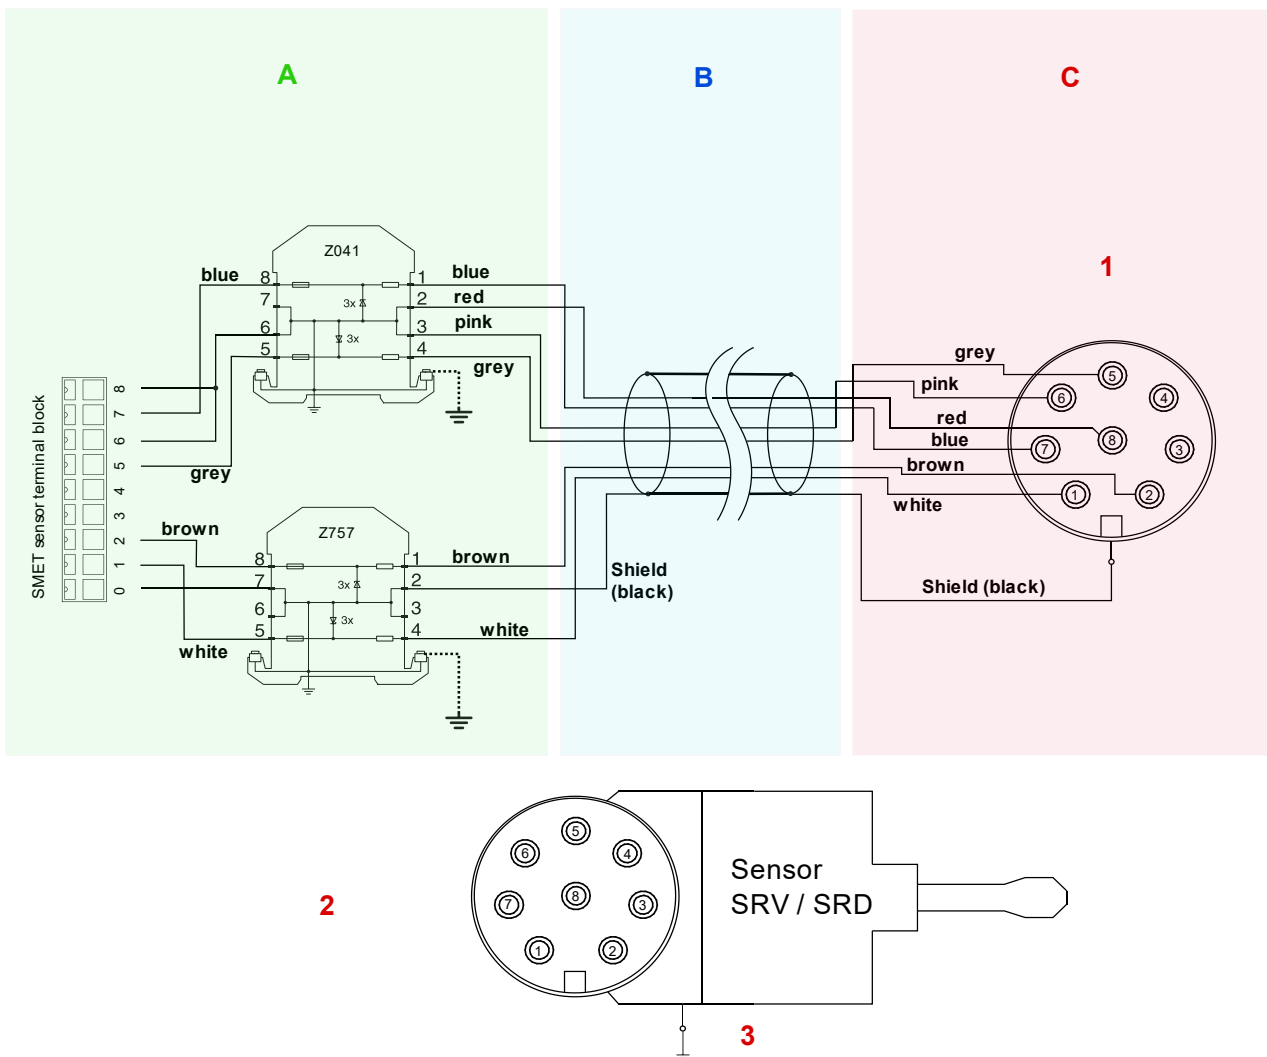 A
B
C
Z041
blue
8
1
blue
7
3x
2
red
6
3x
3
pink
5
4
grey
grey
SMET sensor terminal block
8
7
6
5
4
3
2
1
0
brown
white
Z757
8
1
brown
7
3x
2
6
3x
3
5
4
white
Shield
(black)
1
grey
pink
red
blue
brown
white
5
6
4
8
7
3
1
2
Shield (black)
2
5
6
4
8
7
3
1
2
Sensor
SRV / SRD
3